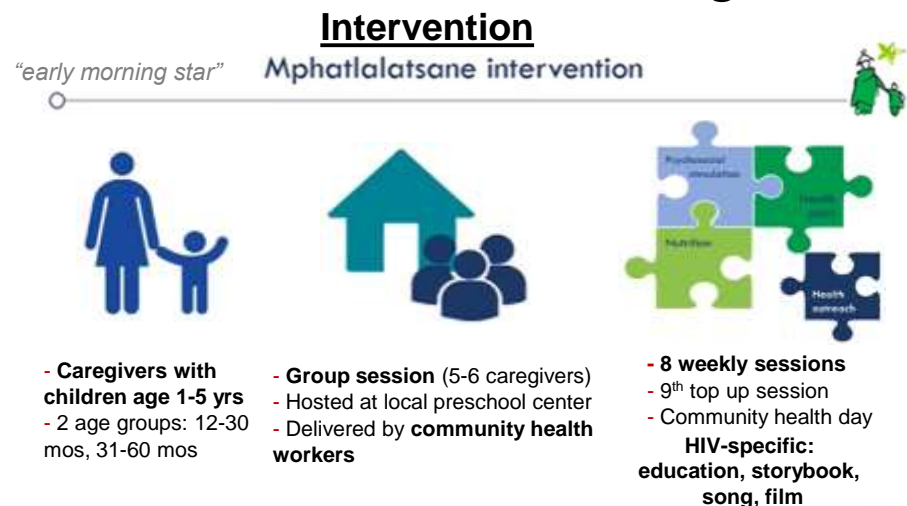 Intervention
“early morning star”
Mphatlalatsane intervention
Psychosocial
stimulation
Health
Nutrition
Health
outreach
- Caregivers with
children age 1-5 yrs
- 2 age groups: 12-30
mos, 31-60 mos
- Group session (5-6 caregivers)
- Hosted at local preschool center
- Delivered by community health
workers
- 8 weekly sessions
- 9th top up session
- Community health day
HIV-specific:
education, storybook,
song, film